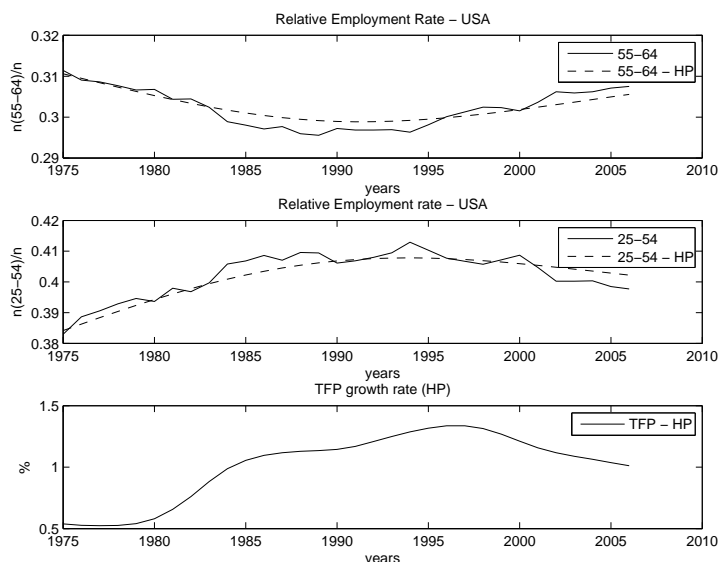 Relative Employment Rate – USA
0.32
0.31
0.3
0.29
n(55–64)/n
55–64
55–64 – HP
1975 1980 1985 1990 1995 2000 2005 2010
years
Relative Employment rate – USA
0.42
0.41
0.4
0.39
0.38
n(25–54)/n
25–54
25–54 – HP
1975 1980 1985 1990 1995 2000 2005 2010
years
TFP growth rate (HP)
1.5
1
0.5
%
TFP – HP
1975 1980 1985 1990 1995 2000 2005 2010
years